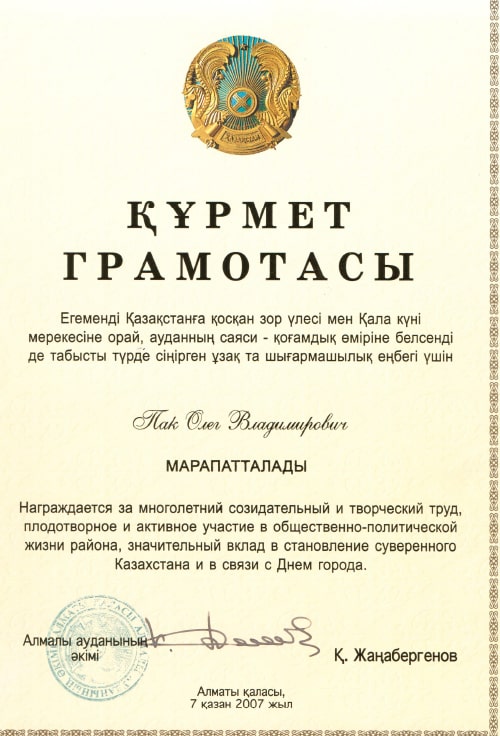 ҚАЗАҚСТАН
ҚҰРМЕТ
ГРАМОТАСЫ
Егеменді Қазақстанға қосқан зор үлесі мен Қала күні
мерекесіне орай, ауданның саяси - қоғамдық өміріне белсенді
де табысты түрде сіңірген ұзақ та шығармашылық еңбегі үшін
Пак Олег Владимирович
МАРАПАТТАЛАДЫ
Награждается за многолетний созидательный и творческий труд,
плодотворное и активное участие в общественно-политической
жизни района, значительный вклад в становление суверенного
Казахстана и в связи с Днем города.
Алмалы ауданының
әкімі
Қ. Жаңабергенов
Алматы қаласы,
7 қазан 2007 жыл